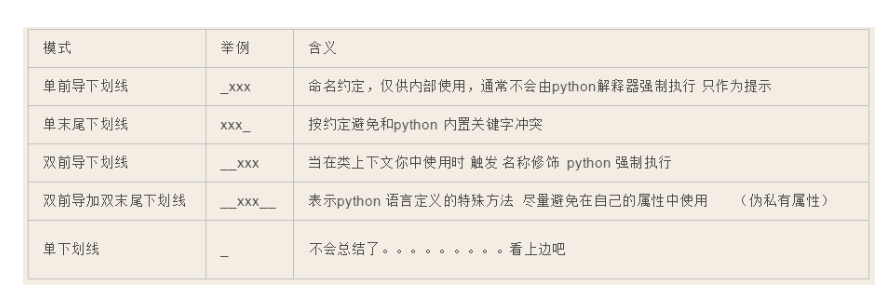 模式 举例 含义
单前导下划线 _xxx 命名约定，仅供内部使用，通常不会由python解释器强制执行 只作为提示
单末尾下划线 xxx_ 按约定避免和python 内置关键字冲突
双前导下划线 __xxx 当在类上下文你中使用时 触发 名称修饰 python 强制执行
双前导加双末尾下划线 __xxx__ 表示python 语言定义的特殊方法 尽量避免在自己的属性中使用 （伪私有属性）
单下划线 _ 不会总结了。。。。。。。。。看上边吧